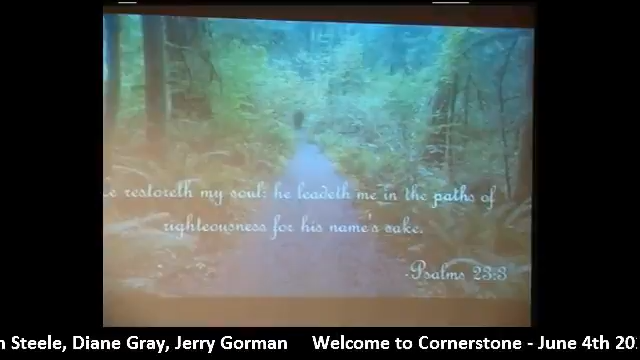 restoreth my soul: he leadeth me in the paths of
righteousness for his name's sake.
-Psalms 23:3
Steele, Diane Gray, Jerry Gorman Welcome to Cornerstone - June 4th